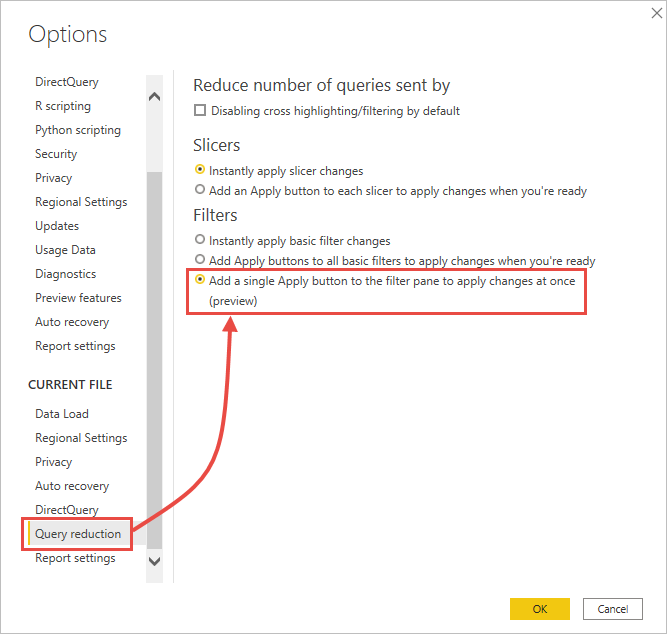 Options
DirectQuery
R scripting
Python scripting
Security
Privacy
Regional Settings
Updates
Usage Data
Diagnostics
Preview features
Auto recovery
Report settings
CURRENT FILE
Data Load
Regional Settings
Privacy
Auto recovery
DirectQuery
Query reduction
Report settings
Reduce number of queries sent by
Disabling cross highlighting/filtering by default
Slicers
Instantly apply slicer changes
Add an Apply button to each slicer to apply changes when you're ready
Filters
Instantly apply basic filter changes
Add Apply buttons to all basic filters to apply changes when you're ready
Add a single Apply button to the filter pane to apply changes at once
(preview)
OK
Cancel